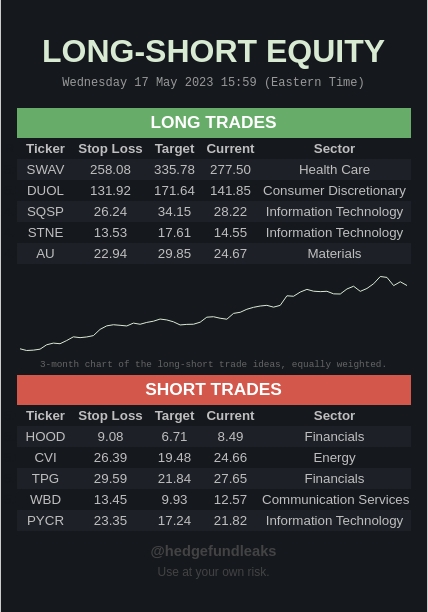 LONG-SHORT EQUITY
Wednesday 17 May 2023 15:59 (Eastern Time)
LONG TRADES
Ticker Stop Loss Target Current Sector
SWAV 258.08 335.78 277.50 Health Care
DUOL 131.92 171.64 141.85 Consumer Discretionary
SQSP 26.24 34.15 28.22 Information Technology
STNE 13.53 17.61 14.55 Information Technology
AU 22.94 29.85 24.67 Materials
3-month chart of the long-short trade ideas, equally weighted.
SHORT TRADES
Ticker Stop Loss Target Current Sector
HOOD 9.08 6.71 8.49 Financials
CVI 26.39 19.48 24.66 Energy
TPG 29.59 21.84 27.65 Financials
WBD 13.45 9.93 12.57 Communication Services
PYCR 23.35 17.24 21.82 Information Technology
@hedgefundleaks
Use at your own risk.